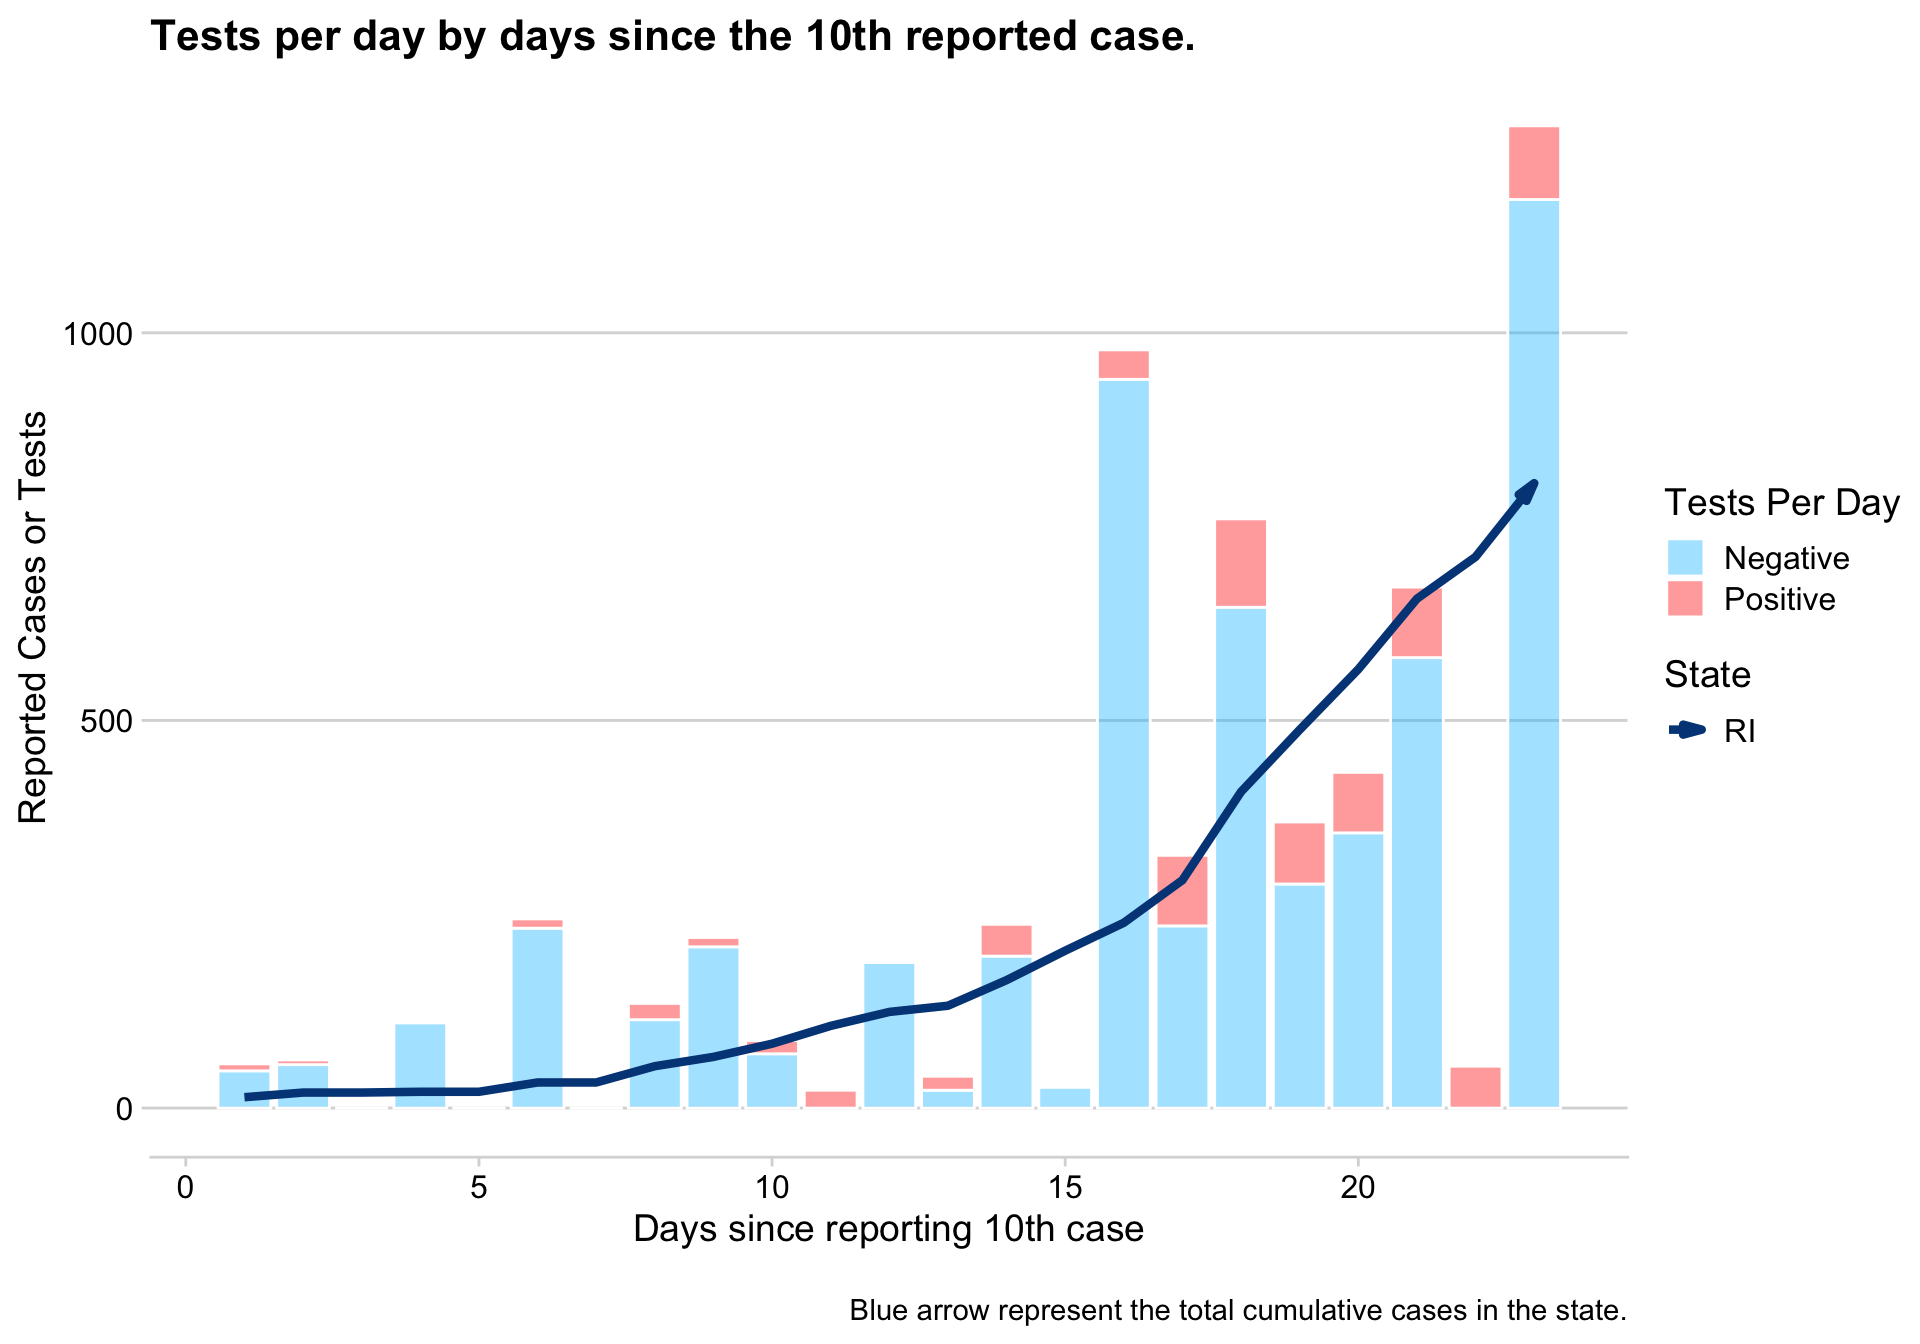 Tests per day by days since the 10th reported case.
Reported Cases or Tests
1000
500
0
0 5 10 15 20
Days since reporting 10th case
Tests Per Day
Negative
Positive
State
RI
Blue arrow represent the total cumulative cases in the state.